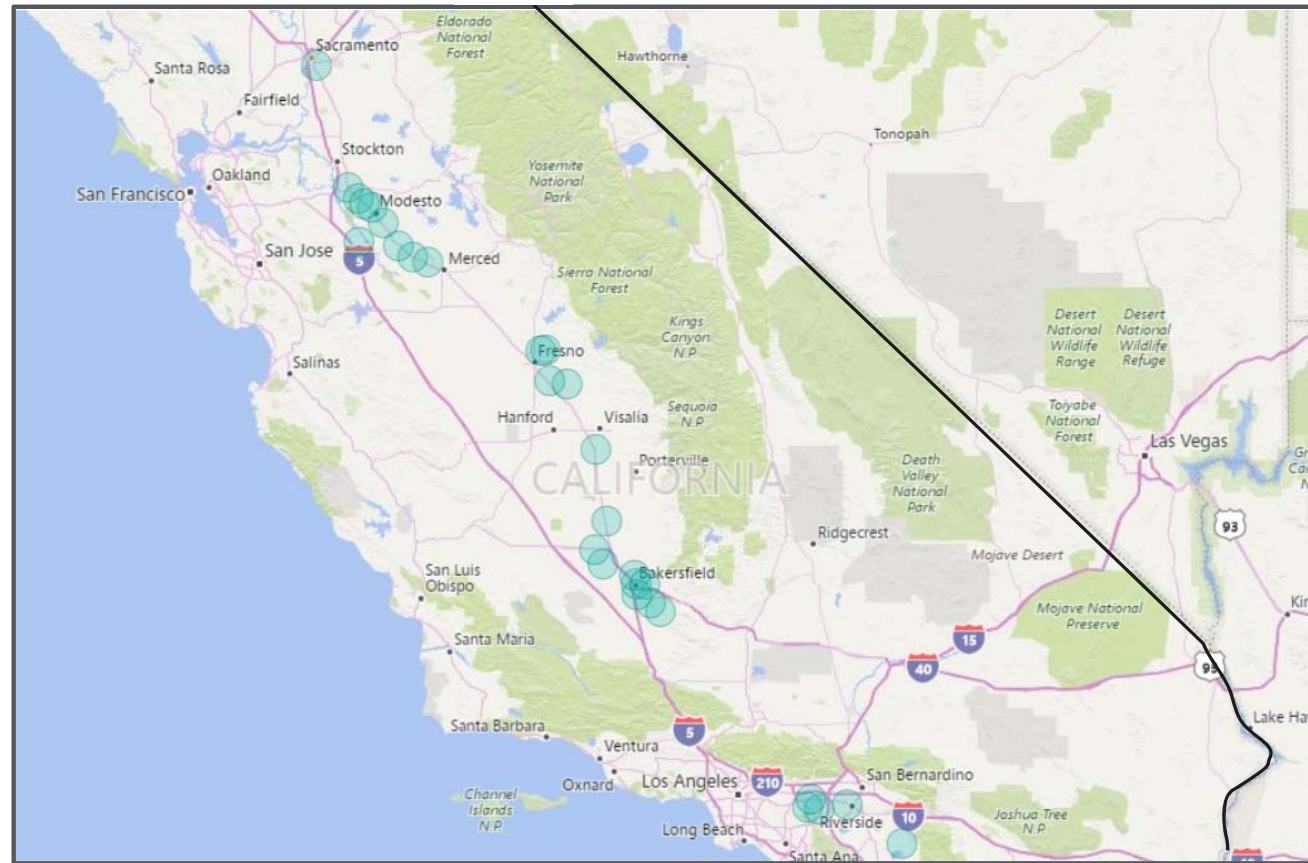 Eldorado
National
Forest
Sacramento
Hawthorne
Santa Rosa
Fairfield
Tonopah
Stockton
Yosemite
National
Park
Oakland
San Francisco
Modesto
San Jose
5
Merced
Sierra National
Forest
Kings
Canyon
N.P.
Desert
National
Wildlife
Range
Desert
National
Wildlife
Refuge
Fresno
Salinas
Sequoia
N.P.
Toiyabe
National
Forest
Hanford
Visalia
Las Vegas
Porterville
CALIFORNIA
Death
Valley
National
Park
93
Ridgecrest
Mojave Desert
Bakersfield
San Luis
Obispo
Mojave National
Preserve
Santa Maria
15
40
95
Santa Barbara
5
Lake Ha
Ventura
Oxnard
Los Angeles
210
San Bernardino
Channel
Islands
N.P.
Riverside
10
Joshua Tree
N.P.
Long Beach
Santa Ana